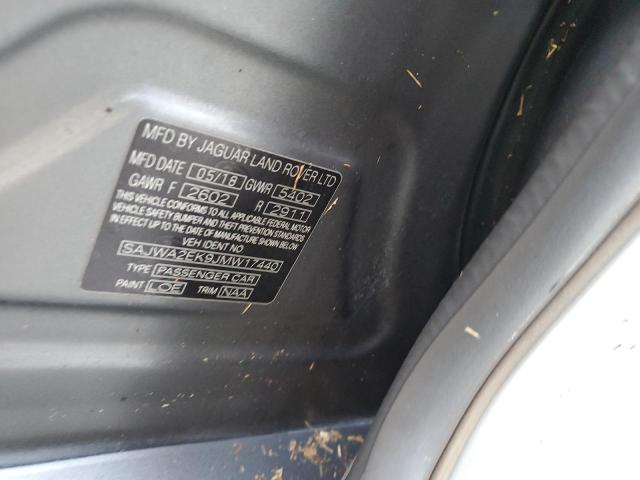 MFD BY JAGUAR LAND ROVER LTD
MFD DATE 05/18 GVWR 5402
GAWR F 2602 R 2911
THIS VEHICLE CONFORMS TO ALL APPLICABLE FEDERAL MOTOR
VEHICLE SAFETY BUMPER AND THEFT PREVENTION STANDARDS
IN EFFECT UP TO THE DATE OF MANUFACTURE SHOWN ABOVE
VEH IDENT NO
SAJWA2EK9JMW17440
TYPE PASSENGER CAR
PAINT LOE TRIM NAA